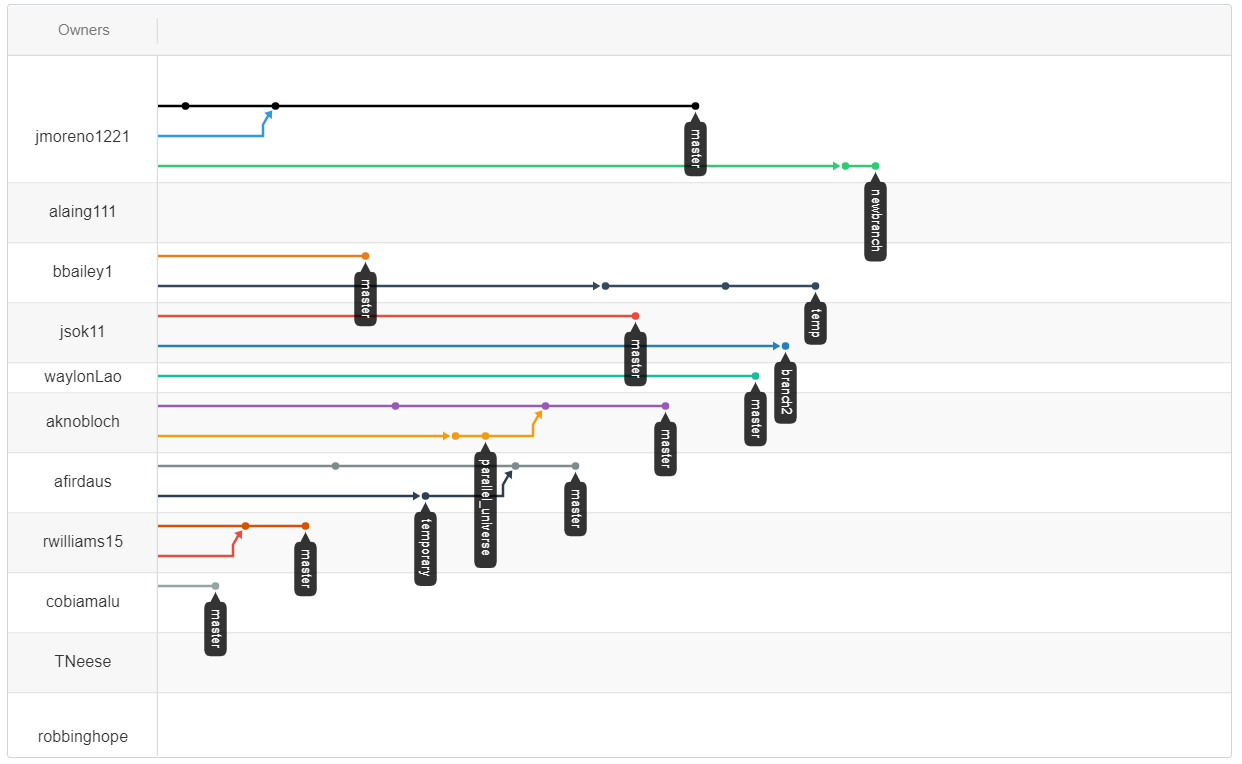 Owners
jmoreno1221
master
newbranch
alaing111
bbailey1
master
temp
jsok11
master
branch2
waylonLao
master
aknobloch
master
parallel_universe
afirdaus
master
temporary
rwilliams15
master
cobiamalu
master
TNeese
robbinghope